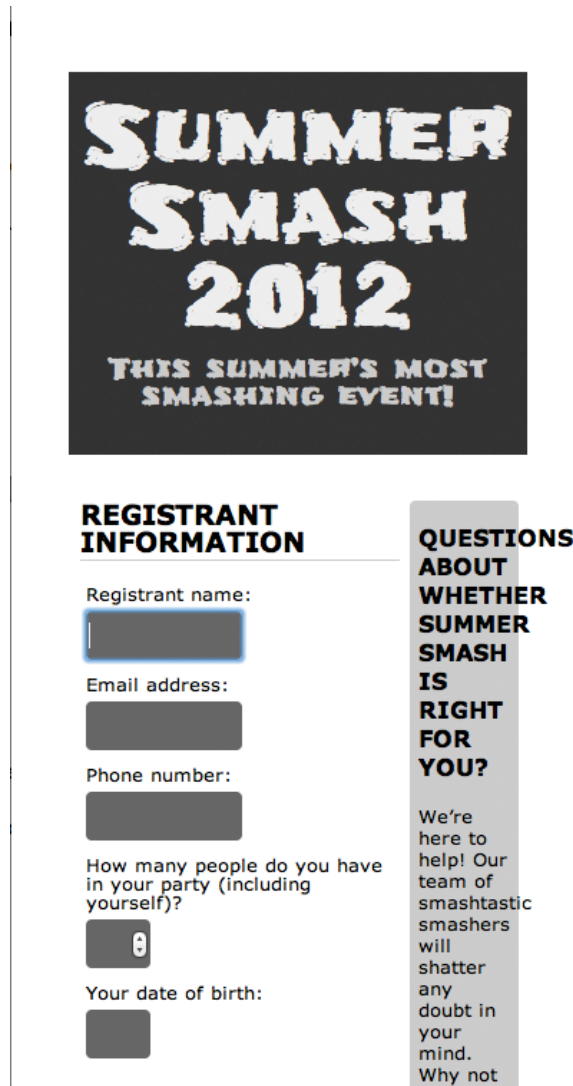 SUMMER
SMASH
2012
THIS SUMMER'S MOST
SMASHING EVENT!
REGISTRANT
INFORMATION
Registrant name:
Email address:
Phone number:
How many people do you have
in your party (including
yourself)?
Your date of birth:
QUESTIONS
ABOUT
WHETHER
SUMMER
SMASH
IS
RIGHT
FOR
YOU?
We’re
here to
help! Our
team of
smashtastic
smashers
will
shatter
any
doubt in
your
mind.
Why not